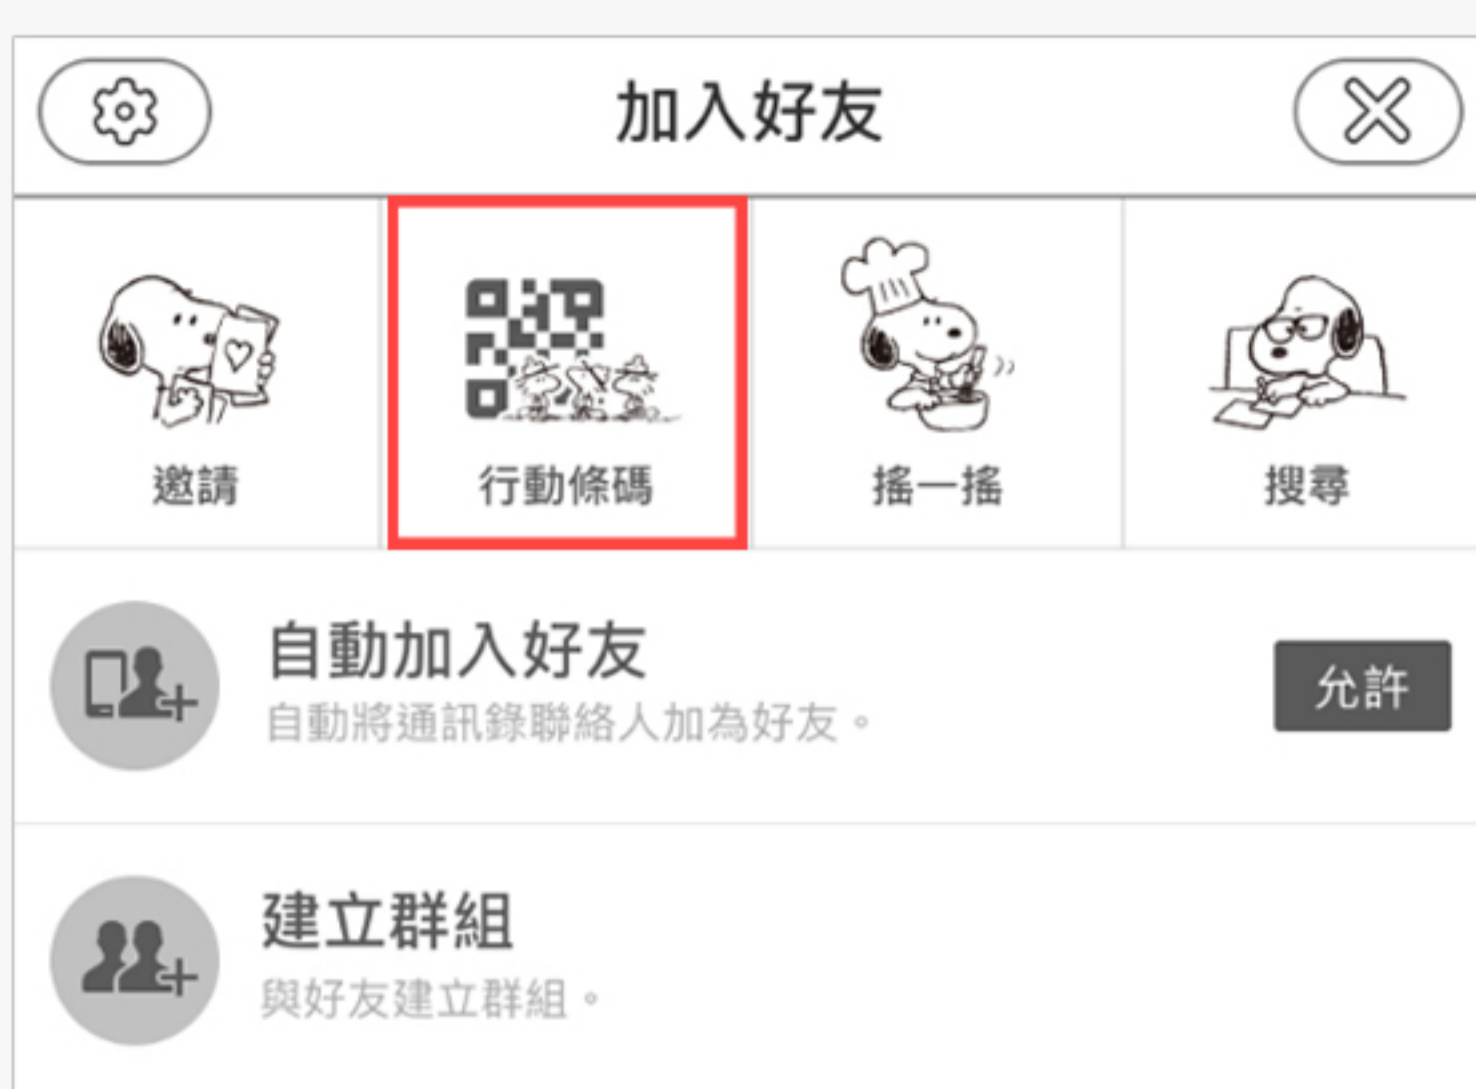 加入好友
邀請
行動條碼
搖一搖
搜尋
自動加入好友
自動將通訊錄聯絡人加為好友。
允許
建立群組
與好友建立群組。